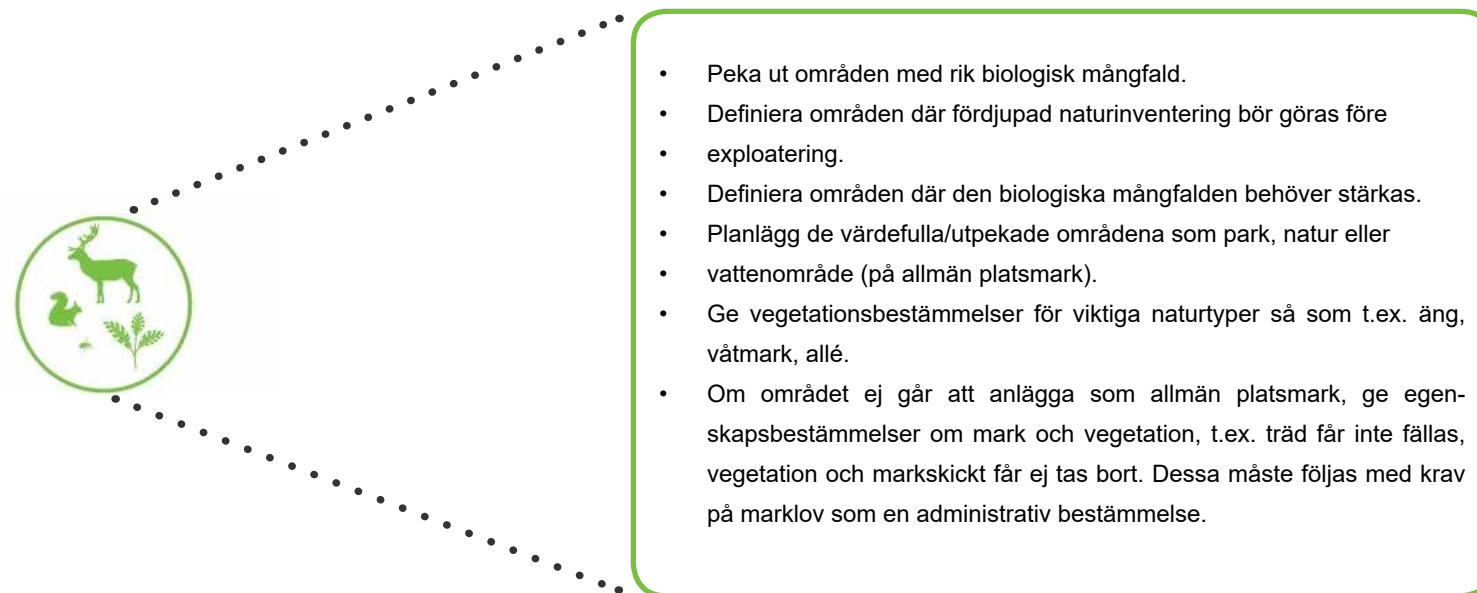 • Peka ut områden med rik biologisk mångfald.
• Definiera områden där fördjupad naturinventering bör göras före
• exploatering.
• Definiera områden där den biologiska mångfalden behöver stärkas.
• Planlägg de värdefulla/utpekade områdena som park, natur eller
• vattenområde (på allmän platsmark).
• Ge vegetationsbestämmelser för viktiga naturtyper så som t.ex. äng,
våtmark, allé.
• Om området ej går att anlägga som allmän platsmark, ge egen-
skapsbestämmelser om mark och vegetation, t.ex. träd får inte fällas,
vegetation och markskickt får ej tas bort. Dessa måste följas med krav
på marklov som en administrativ bestämmelse.